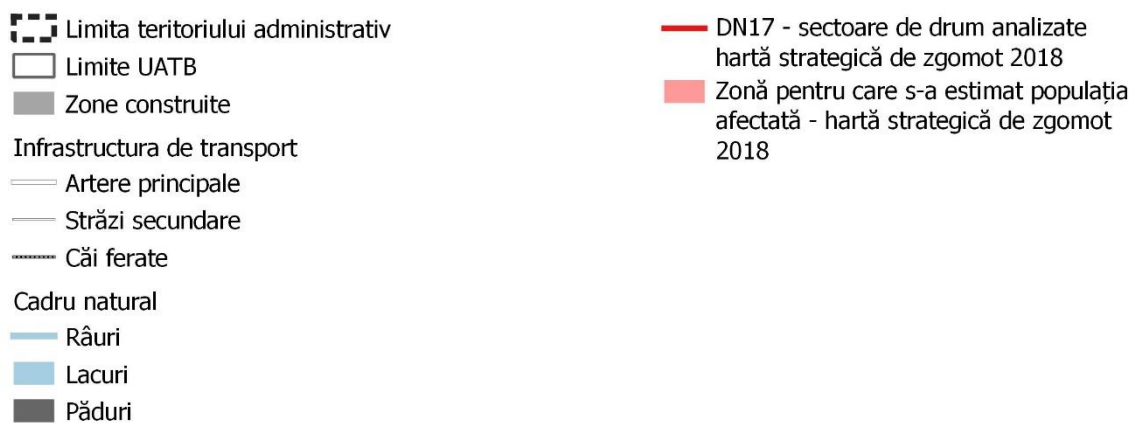 Limita teritoriului administrativ
Limite UATB
Zone construite
Infrastructura de transport
Artere principale
Străzi secundare
Căi ferate
Cadru natural
Râuri
Lacuri
Păduri
DN17 - sectoare de drum analizate
hartă strategică de zgomot 2018
Zonă pentru care s-a estimat populația
afectată - hartă strategică de zgomot
2018